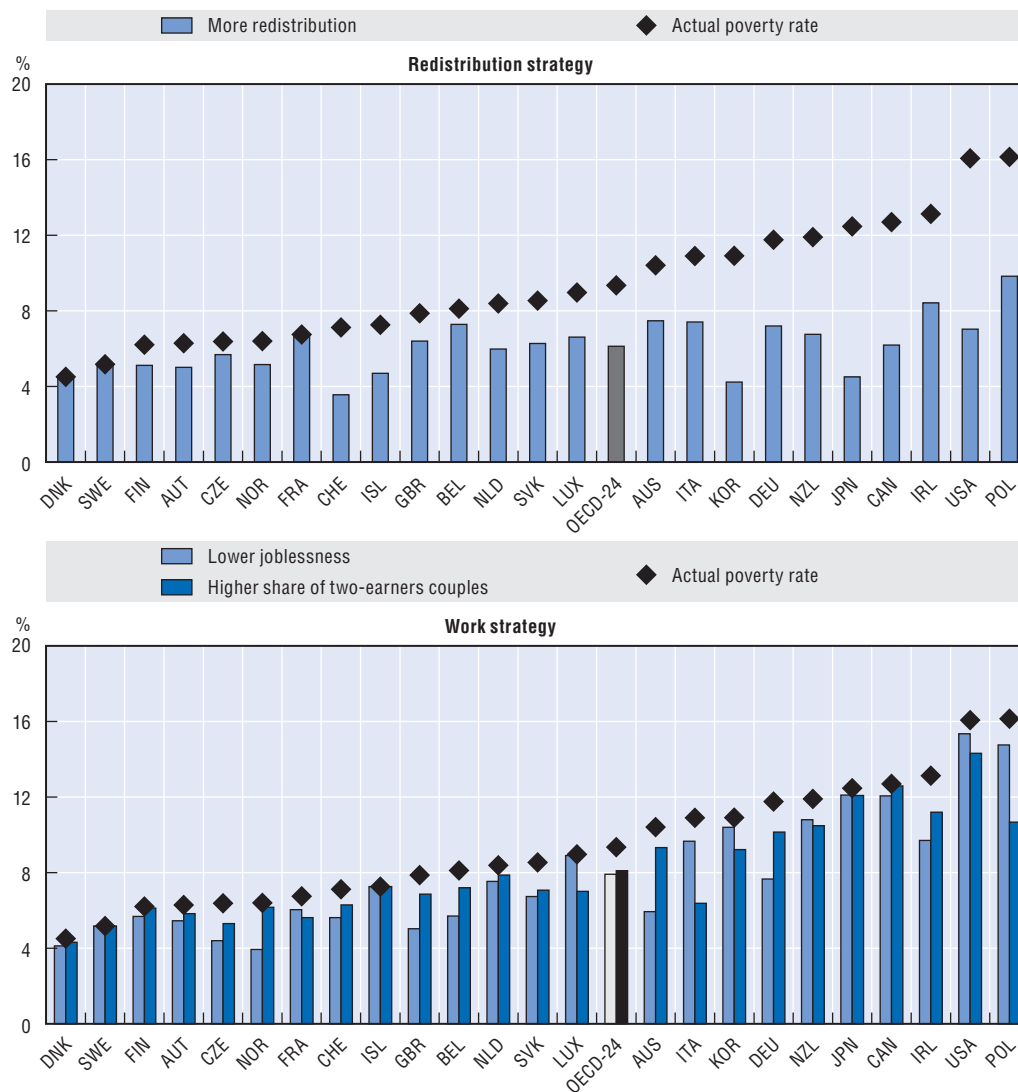 More redistribution
Actual poverty rate
%
Redistribution strategy
20
16
12
8
4
0
DNK SWE FIN AUT CZE NOR FRA CHE ISL GBR BEL NLD SVK LUX OECD-24 AUS ITA KOR DEU NZL JPN CAN IRL USA POL
Lower joblessness
Higher share of two-earners couples
Actual poverty rate
%
Work strategy
20
16
12
8
4
0
DNK SWE FIN AUT CZE NOR FRA CHE ISL GBR BEL NLD SVK LUX OECD-24 AUS ITA KOR DEU NZL JPN CAN IRL USA POL